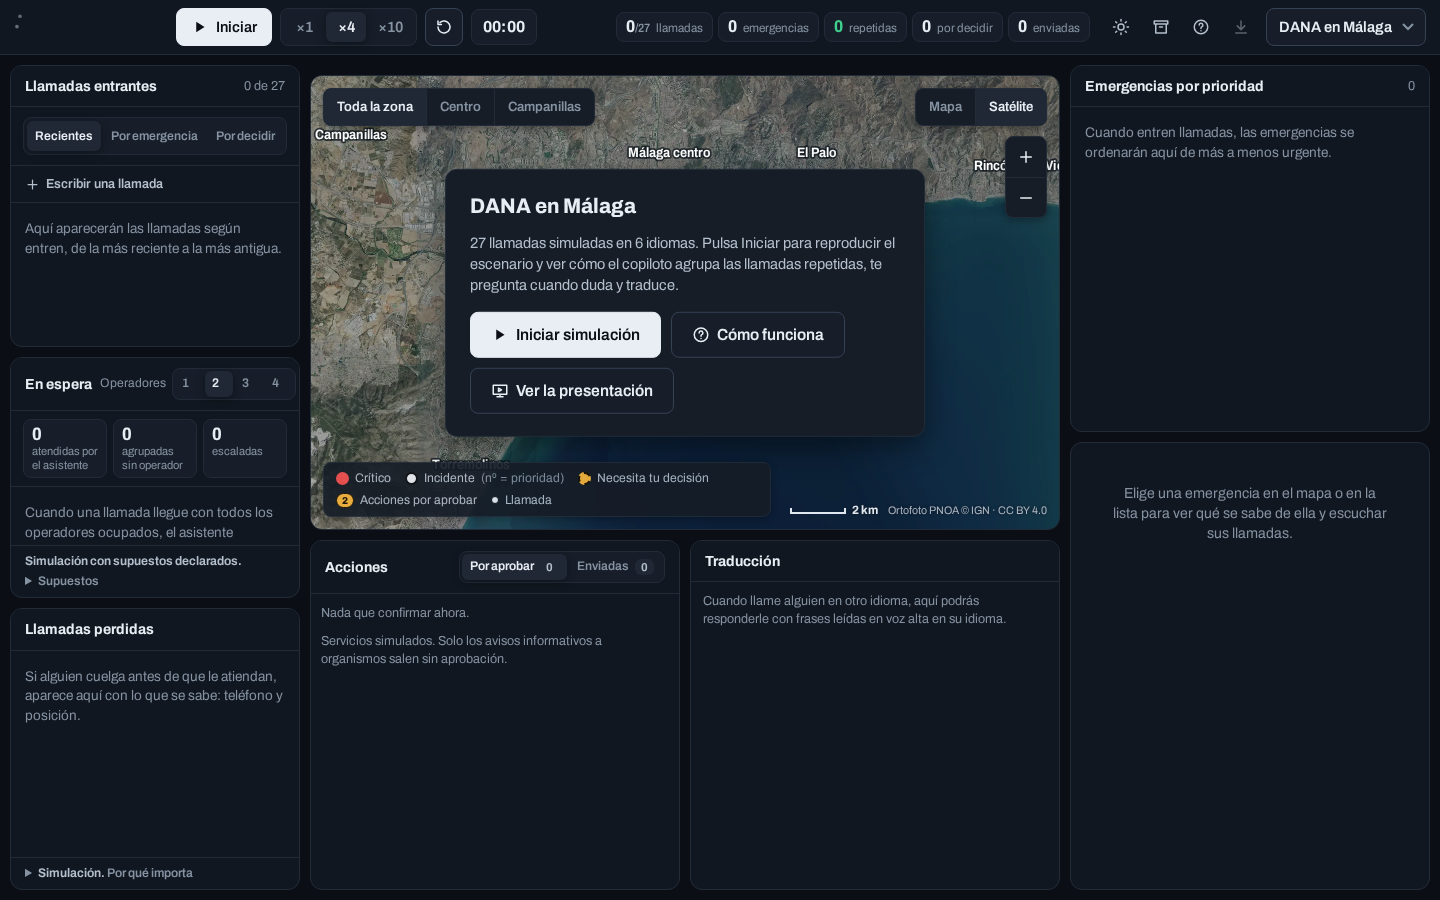 Iniciar
×1 ×4 ×10
00:00
0/27 llamadas
0 emergencias
0 repetidas
0 por decidir
0 enviadas
DANA en Málaga
Llamadas entrantes
0 de 27
Recientes
Por emergencia
Por decidir
Escribir una llamada
Aquí aparecerán las llamadas según
entren, de la más reciente a la más antigua.
En espera
Operadores
1 2 3 4
0
atendidas por
el asistente
0
agrupadas
sin operador
0
escaladas
Cuando una llamada llegue con todos los
operadores ocupados, el asistente
Simulación con supuestos declarados.
Supuestos
Llamadas perdidas
Si alguien cuelga antes de que le atiendan,
aparece aquí con lo que se sabe: teléfono y
posición.
Simulación. Por qué importa
Toda la zona
Centro
Campanillas
Mapa
Satélite
Campanillas
Málaga centro
El Palo
+
−
DANA en Málaga
27 llamadas simuladas en 6 idiomas. Pulsa Iniciar para reproducir el
escenario y ver cómo el copiloto agrupa las llamadas repetidas, te
pregunta cuando duda y traduce.
Iniciar simulación
Cómo funciona
Ver la presentación
Torremolinos
Crítico
Incidente (nº = prioridad)
Necesita tu decisión
2 Acciones por aprobar
Llamada
2 km
Ortofoto PNOA © IGN · CC BY 4.0
Acciones
Por aprobar 0
Enviadas 0
Nada que confirmar ahora.
Servicios simulados. Solo los avisos informativos a
organismos salen sin aprobación.
Traducción
Cuando llame alguien en otro idioma, aquí podrás
responderle con frases leídas en voz alta en su idioma.
Emergencias por prioridad
0
Cuando entren llamadas, las emergencias se
ordenarán aquí de más a menos urgente.
Elige una emergencia en el mapa o en la
lista para ver qué se sabe de ella y escuchar
sus llamadas.